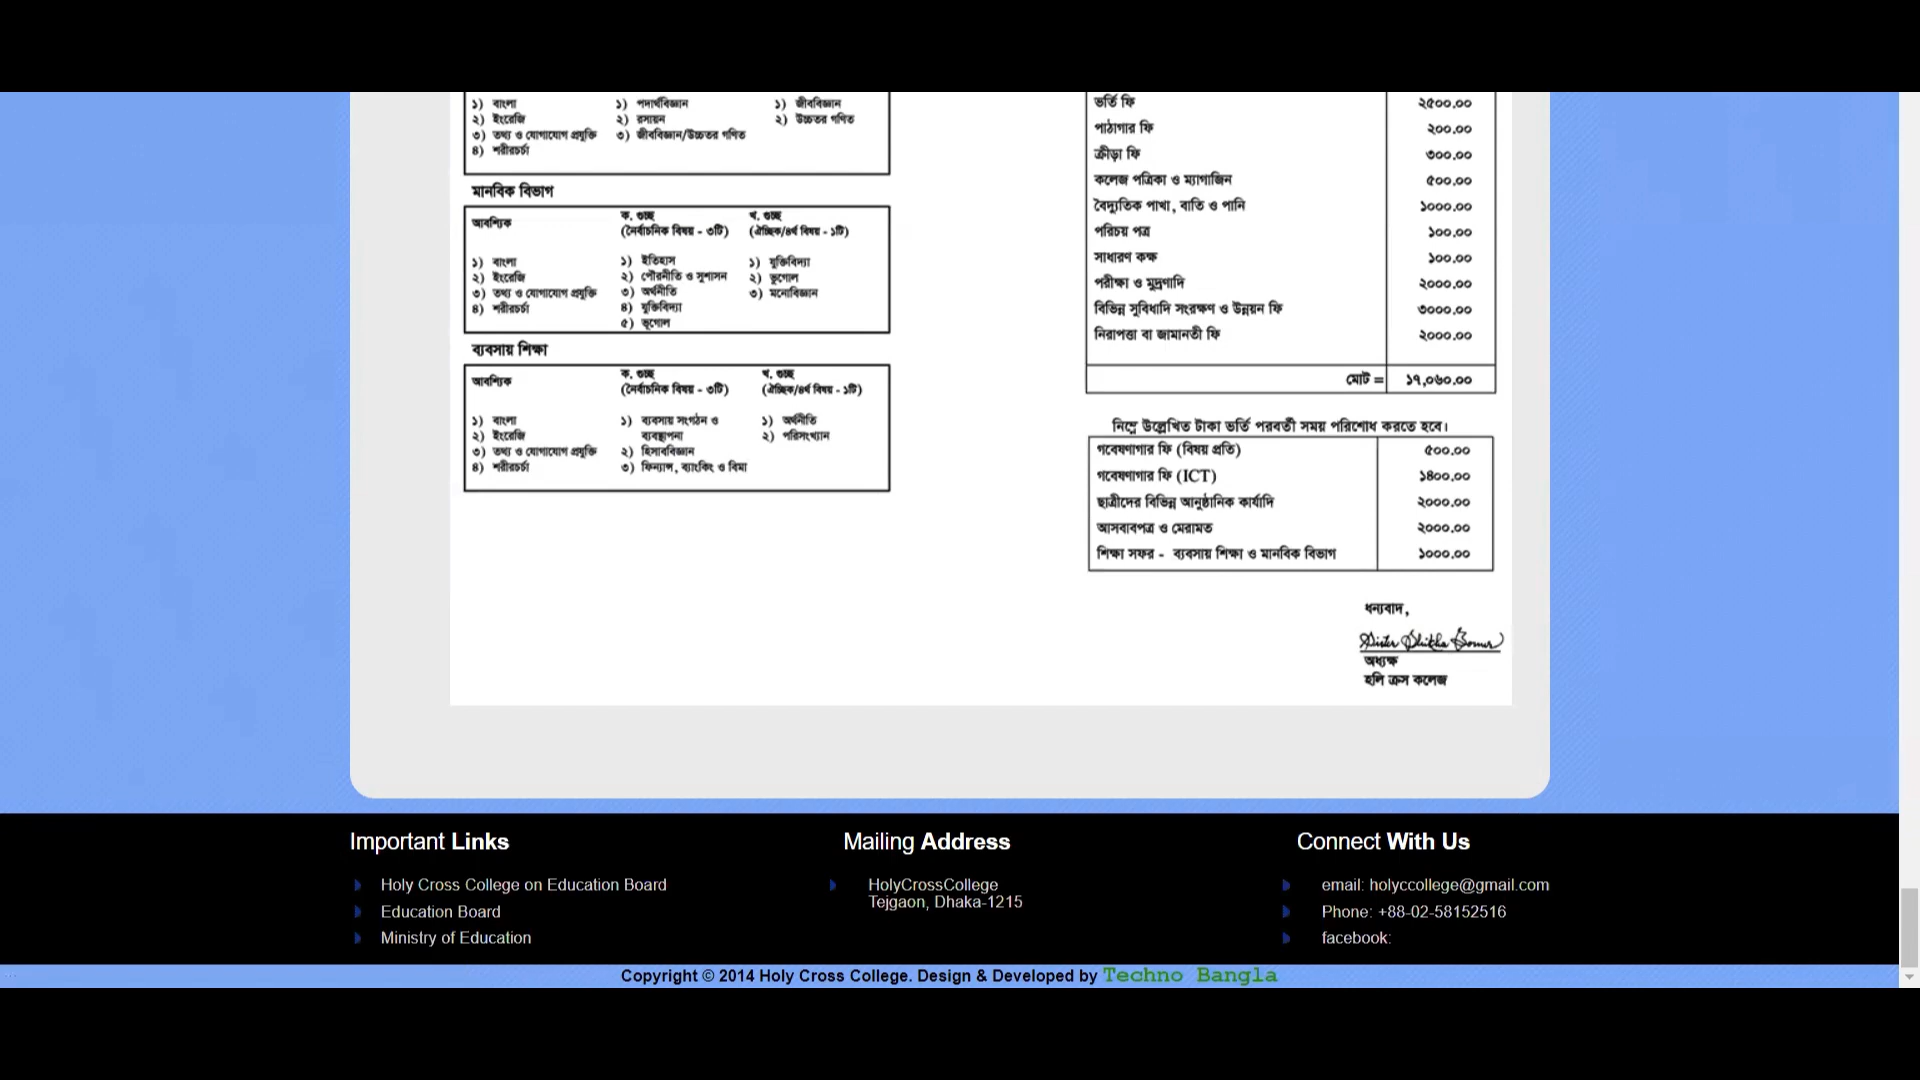 ১) বাংলা ১) পদার্থবিজ্ঞান ১) জীববিজ্ঞান
২) ইংরেজি ২) রসায়ন ২) উচ্চতর গণিত
৩) তথ্য ও যোগাযোগ প্রযুক্তি ৩) জীববিজ্ঞান/উচ্চতর গণিত
৪) শরীরচর্চা
মানবিক বিভাগ
আবশ্যিক ক. গুচ্ছ খ. গুচ্ছ
(নৈর্বাচনিক বিষয় - ৩টি) (ঐচ্ছিক/৪র্থ বিষয় - ১টি)
১) বাংলা ১) ইতিহাস ১) যুক্তিবিদ্যা
২) ইংরেজি ২) পৌরনীতি ও সুশাসন ২) ভূগোল
৩) তথ্য ও যোগাযোগ প্রযুক্তি ৩) অর্থনীতি ৩) মনোবিজ্ঞান
৪) শরীরচর্চা ৪) যুক্তিবিদ্যা
৫) ভূগোল
ব্যবসায় শিক্ষা
আবশ্যিক ক. গুচ্ছ খ. গুচ্ছ
(নৈর্বাচনিক বিষয় - ৩টি) (ঐচ্ছিক/৪র্থ বিষয় - ১টি)
১) বাংলা ১) ব্যবসায় সংগঠন ও ১) অর্থনীতি
২) ইংরেজি ব্যবস্থাপনা ২) পরিসংখ্যান
৩) তথ্য ও যোগাযোগ প্রযুক্তি ২) হিসাববিজ্ঞান
৪) শরীরচর্চা ৩) ফিন্যান্স, ব্যাংকিং ও বিমা
ভর্তি ফি ২৫০০.০০
পাঠাগার ফি ২০০.০০
ক্রীড়া ফি ৩০০.০০
কলেজ পত্রিকা ও ম্যাগাজিন ৫০০.০০
বৈদ্যুতিক পাখা, বাতি ও পানি ১০০০.০০
পরিচয় পত্র ১০০.০০
সাধারণ কক্ষ ১০০.০০
পরীক্ষা ও মুদ্রণাদি ২০০০.০০
বিভিন্ন সুবিধাদি সংরক্ষণ ও উন্নয়ন ফি ৩০০০.০০
নিরাপত্তা বা জামানতী ফি ২০০০.০০
মোট = ১৭,০৬০.০০
নিম্নে উল্লেখিত টাকা ভর্তি পরবর্তী সময় পরিশোধ করতে হবে।
গবেষণাগার ফি (বিষয় প্রতি) ৫০০.০০
গবেষণাগার ফি (ICT) ১৪০০.০০
ছাত্রীদের বিভিন্ন আনুষ্ঠানিক কার্যাদি ২০০০.০০
আসবাবপত্র ও মেরামত ২০০০.০০
শিক্ষা সফর - ব্যবসায় শিক্ষা ও মানবিক বিভাগ ১০০০.০০
ধন্যবাদ,
Sister Shikha Gomes
অধ্যক্ষ
হলি ক্রস কলেজ
Important Links
Holy Cross College on Education Board
Education Board
Ministry of Education
Mailing Address
HolyCrossCollege
Tejgaon, Dhaka-1215
Connect With Us
email: holyccollege@gmail.com
Phone: +88-02-58152516
facebook:
Copyright © 2014 Holy Cross College. Design & Developed by Techno Bangla